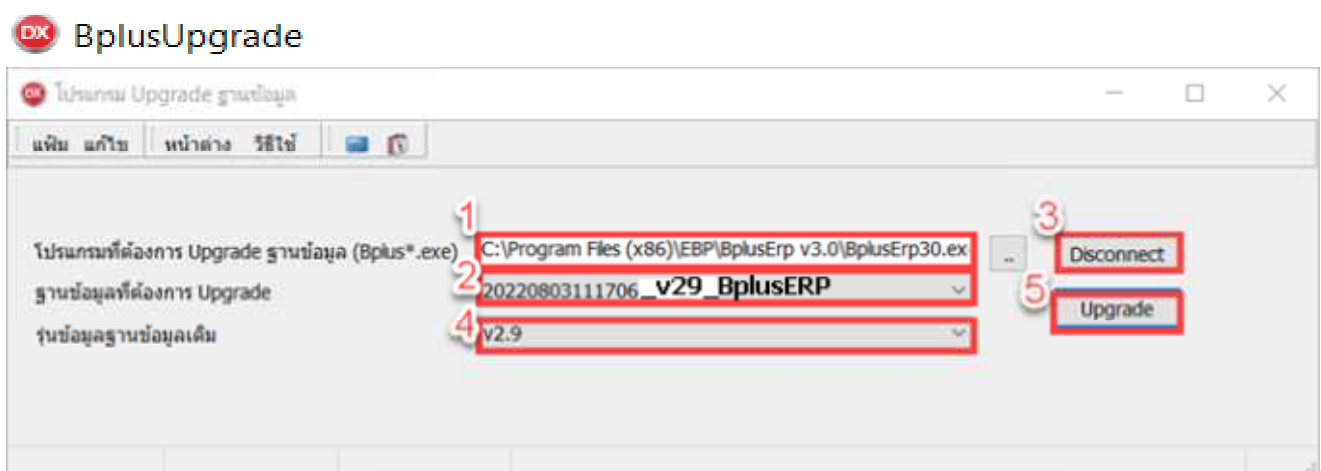 DX BplusUpgrade
DX โปรแกรม Upgrade ฐานข้อมูล
แฟ้ม แก้ไข หน้าต่าง วิธีใช้
1 3
โปรแกรมที่ต้องการ Upgrade ฐานข้อมูล (Bplus*.exe) C:\Program Files (x86)\EBP\BplusErp v3.0\BplusErp30.ex .. Disconnect
ฐานข้อมูลที่ต้องการ Upgrade 2 20220803111706_v29_BplusERP 5 Upgrade
รุ่นข้อมูลฐานข้อมูลเดิม 4 v2.9